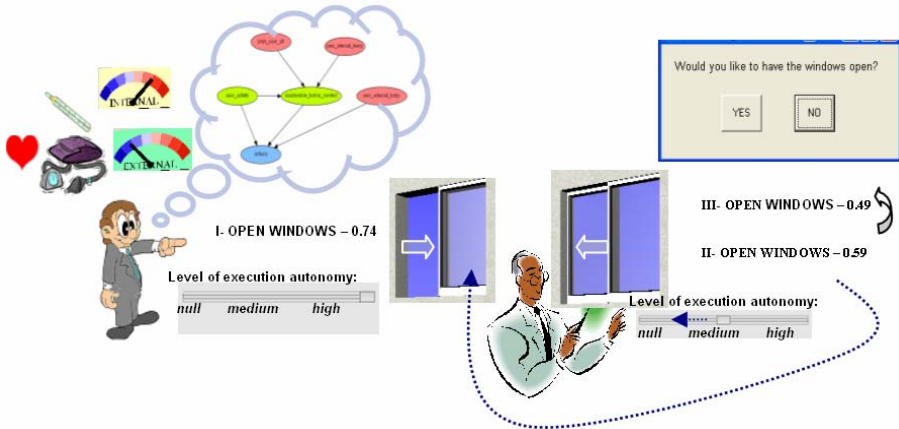 Would you like to have the windows open?
YES
NO
INTERNAL
EXTERNAL
I- OPEN WINDOWS – 0.74
III- OPEN WINDOWS – 0.49
II- OPEN WINDOWS – 0.59
Level of execution autonomy:
null medium high
Level of execution autonomy:
null medium high